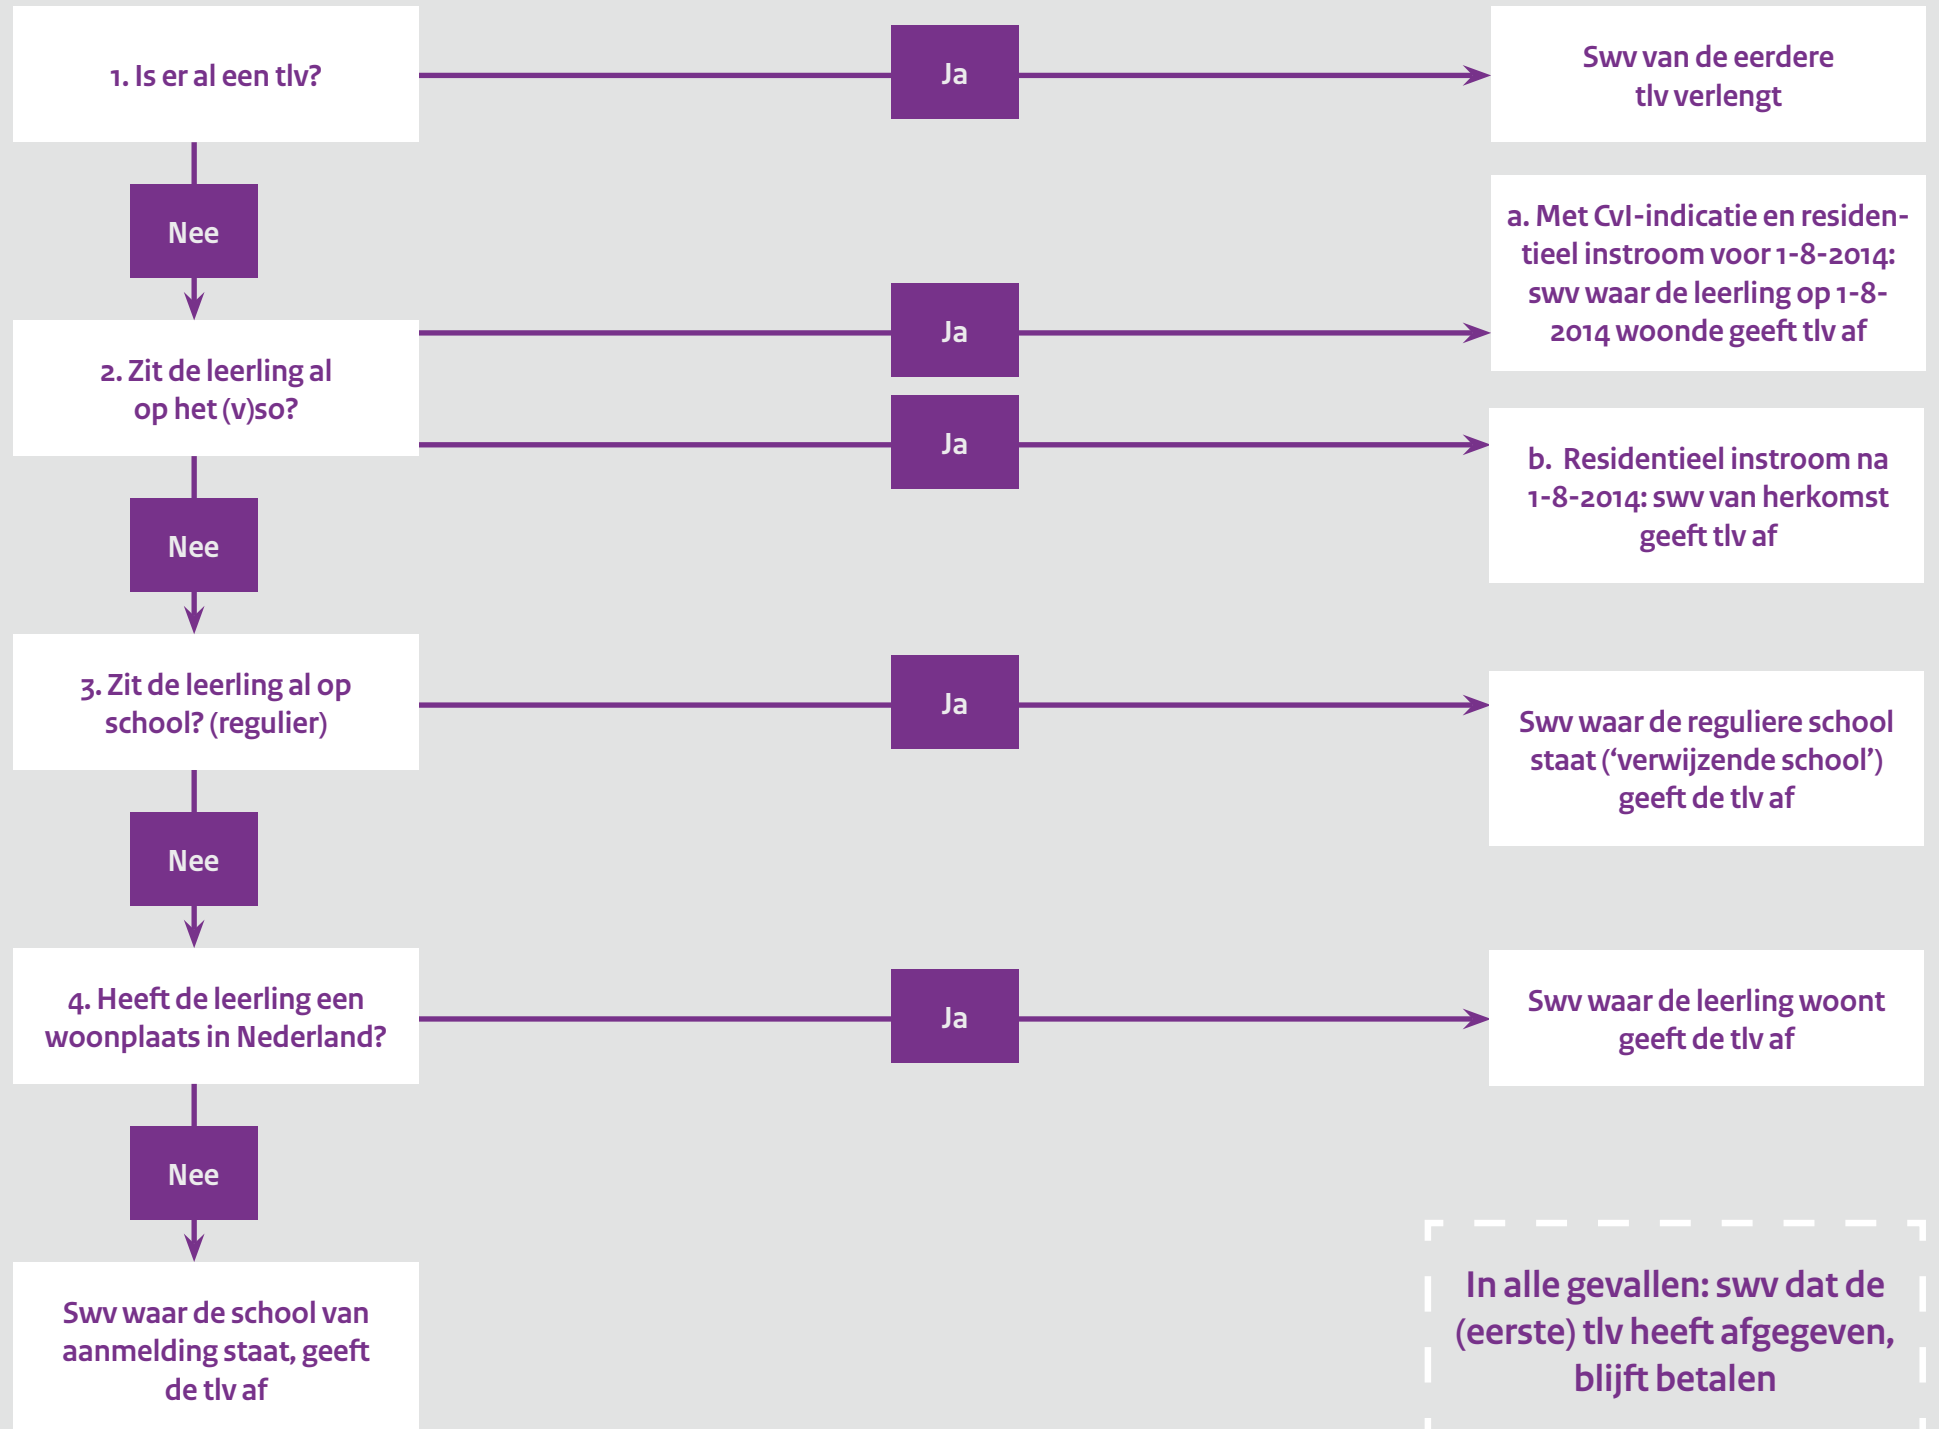 1. Is er al een tlv?
Ja
Swv van de eerdere
tlv verlengt
Nee
a. Met CvI-indicatie en residen-
tieel instroom voor 1-8-2014:
swv waar de leerling op 1-8-
2014 woonde geeft tlv af
Ja
2. Zit de leerling al
op het (v)so?
Ja
b. Residentieel instroom na
1-8-2014: swv van herkomst
geeft tlv af
Nee
3. Zit de leerling al op
school? (regulier)
Ja
Swv waar de reguliere school
staat (‘verwijzende school’)
geeft de tlv af
Nee
4. Heeft de leerling een
woonplaats in Nederland?
Ja
Swv waar de leerling woont
geeft de tlv af
Nee
Swv waar de school van
aanmelding staat, geeft
de tlv af
In alle gevallen: swv dat de
(eerste) tlv heeft afgegeven,
blijft betalen